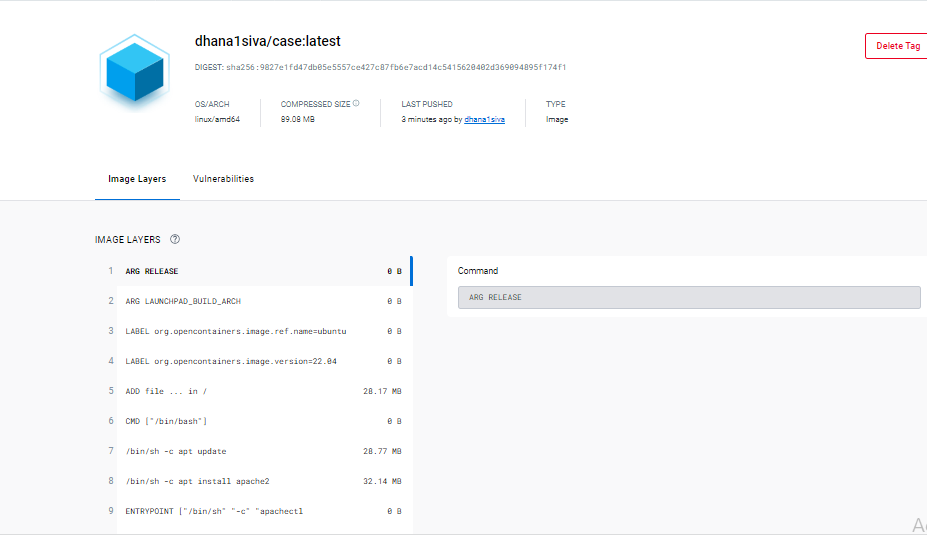 dhana1siva/case:latest
Delete Tag
DIGEST: sha256:9827e1fd47db05e5557ce427c87fb6e7acd14c5415620402d369094895f174f1
OS/ARCH
COMPRESSED SIZE
LAST PUSHED
TYPE
linux/amd64
89.08 MB
3 minutes ago by dhana1siva
Image
Image Layers
Vulnerabilities
IMAGE LAYERS
1 ARG RELEASE 0 B
Command
ARG RELEASE
2 ARG LAUNCHPAD_BUILD_ARCH 0 B
3 LABEL org.opencontainers.image.ref.name=ubuntu 0 B
4 LABEL org.opencontainers.image.version=22.04 0 B
5 ADD file ... in / 28.17 MB
6 CMD ["/bin/bash"] 0 B
7 /bin/sh -c apt update 28.77 MB
8 /bin/sh -c apt install apache2 32.14 MB
9 ENTRYPOINT ["/bin/sh" "-c" "apachectl 0 B